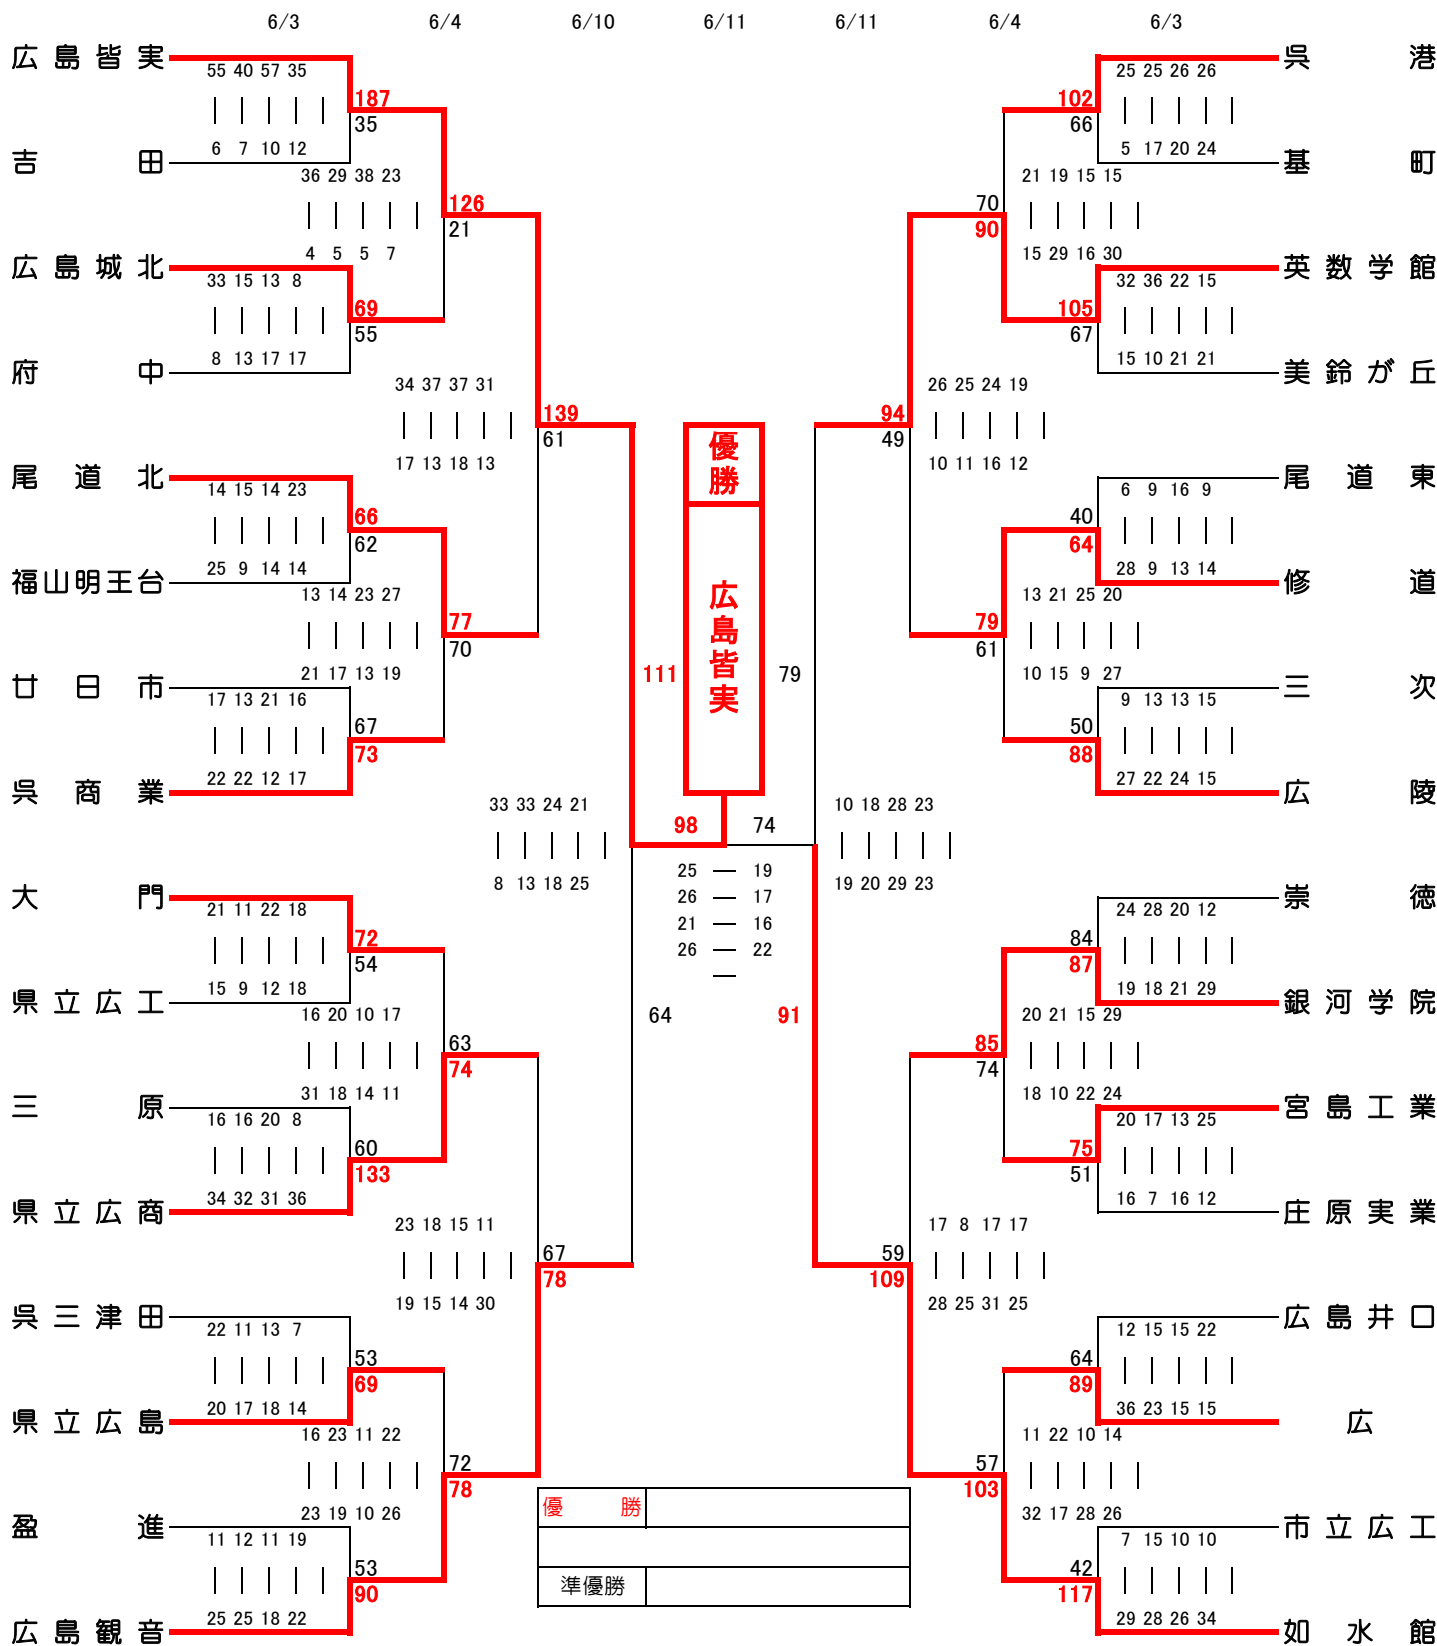 6/3 6/4 6/10 6/11 6/11 6/4 6/3
広島皆実 呉港
55 40 57 35 25 25 26 26
187 102
35 66
6 7 10 12 5 17 20 24
吉田 基町
36 29 38 23 21 19 15 15
126 70
21 90
4 5 5 7 15 29 16 30
広島城北 英数学館
33 15 13 8 32 36 22 15
69 105
55 67
8 13 17 17 15 10 21 21
府中 美鈴が丘
34 37 37 31 26 25 24 19
139 94
61 49
優勝
17 13 18 13 10 11 16 12
尾道北 尾道東
14 15 14 23 6 9 16 9
66 40
62 64
25 9 14 14 28 9 13 14
福山明王台 修道
13 14 23 27 13 21 25 20
77 79
70 61
広島皆実
111 79
21 17 13 19 10 15 9 27
廿日市 三次
17 13 21 16 9 13 13 15
67 50
73 88
22 22 12 17 27 22 24 15
呉商業 広陵
33 33 24 21 10 18 28 23
98 74
8 13 18 25 19 20 29 23
25 19
26 17
21 16
26 22
大門 崇徳
21 11 22 18 24 28 20 12
72 84
54 87
15 9 12 18 19 18 21 29
県立広工 銀河学院
16 20 10 17 20 21 15 29
64 91
63 85
74 74
31 18 14 11 18 10 22 24
三原 宮島工業
16 16 20 8 20 17 13 25
60 75
133 51
34 32 31 36 16 7 16 12
県立広商 庄原実業
23 18 15 11 17 8 17 17
67 59
78 109
19 15 14 30 28 25 31 25
呉三津田 広島井口
22 11 13 7 12 15 15 22
53 64
69 89
20 17 18 14 36 23 15 15
県立広島 広
16 23 11 22 11 22 10 14
72 57
78 103
23 19 10 26 32 17 28 26
優勝
盈進 市立広工
11 12 11 19 7 15 10 10
53 42
90 117
準優勝
25 25 18 22 29 28 26 34
広島観音 如水館